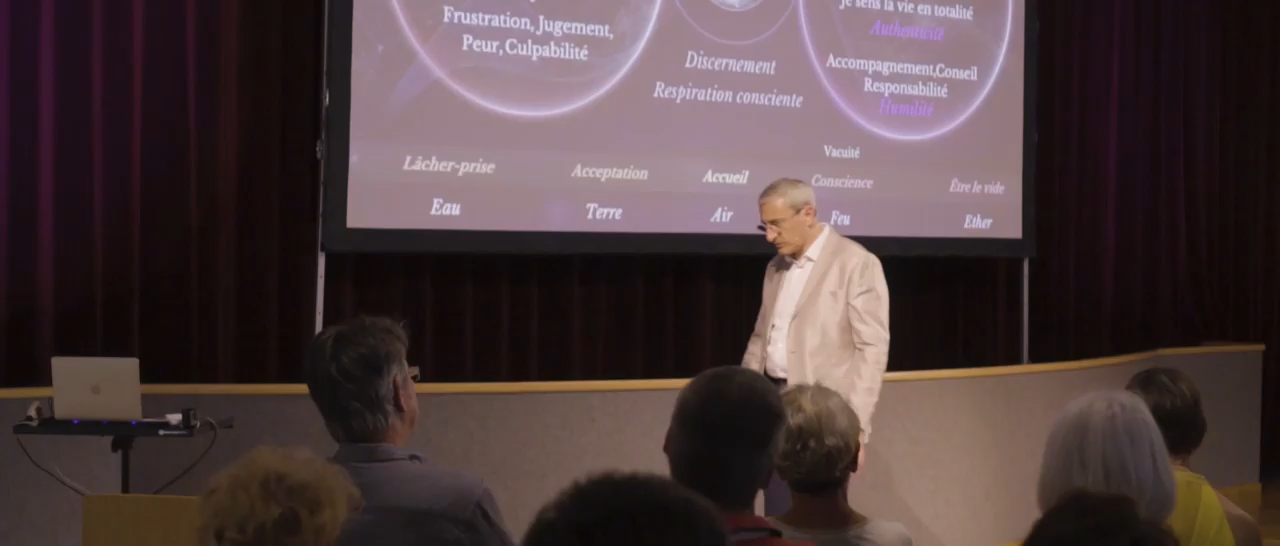 Frustration, Jugement,
Peur, Culpabilité
Discernement
Respiration consciente
Je sens la vie en totalité
Authenticité
Accompagnement,Conseil
Responsabilité
Humilité
Vacuité
Lâcher-prise Acceptation Accueil Conscience Être le vide
Eau Terre Air Feu Ether